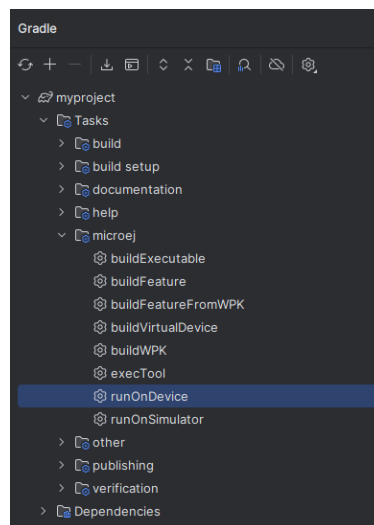 Gradle
myproject
Tasks
build
build setup
documentation
help
microej
buildExecutable
buildFeature
buildFeatureFromWPK
buildVirtualDevice
buildWPK
execTool
runOnDevice
runOnSimulator
other
publishing
verification
Dependencies